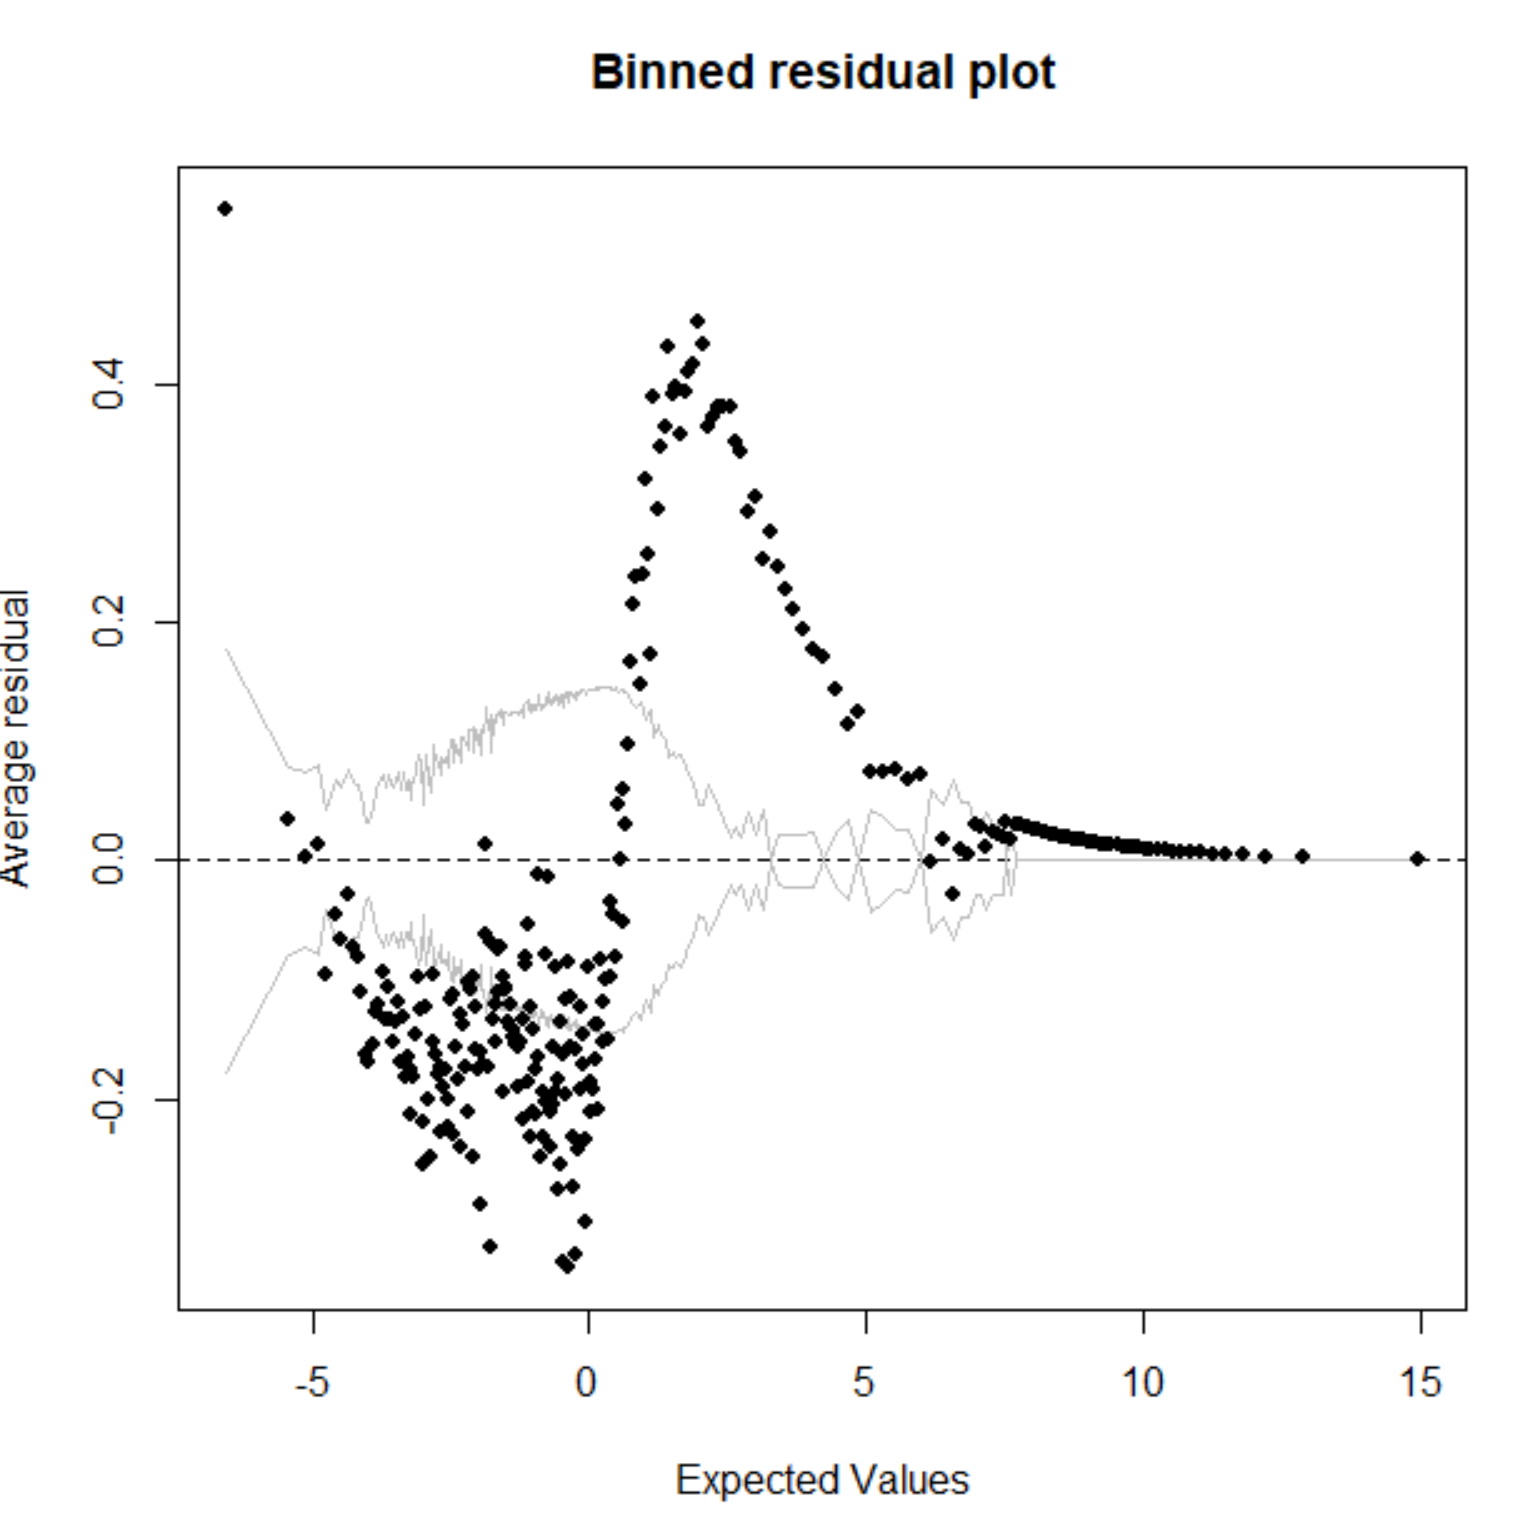 Binned residual plot
Average residual
0.4
0.2
0.0
-0.2
-5 0 5 10 15
Expected Values